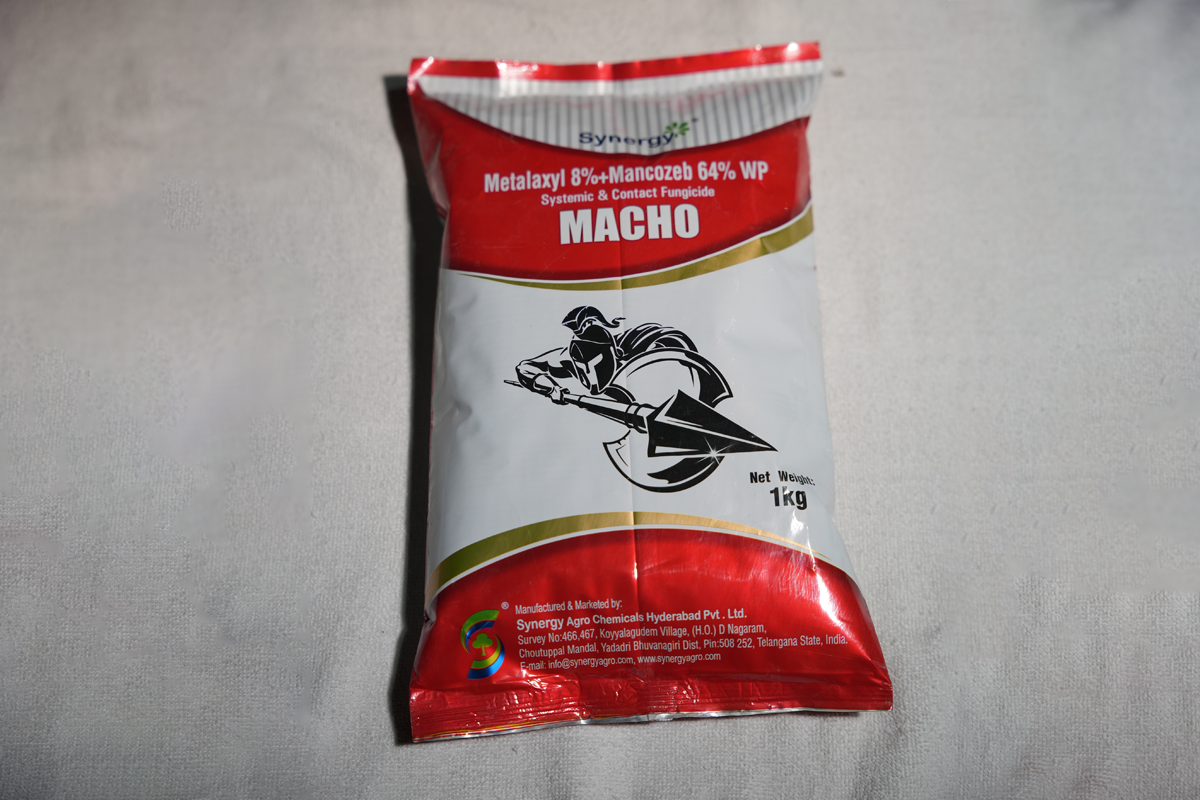 Synergy
Metalaxyl 8%+Mancozeb 64% WP
Systemic & Contact Fungicide
MACHO
Net Weight:
1kg
® Manufactured & Marketed by:
Synergy Agro Chemicals Hyderabad Pvt . Ltd.
Survey No:466,467, Koyyalagudem Village, (H.O.) D Nagaram,
Choutuppal Mandal, Yadadri Bhuvanagiri Dist, Pin:508 252, Telangana State, India.
E-mail: info@synergyagro.com, www.synergyagro.com